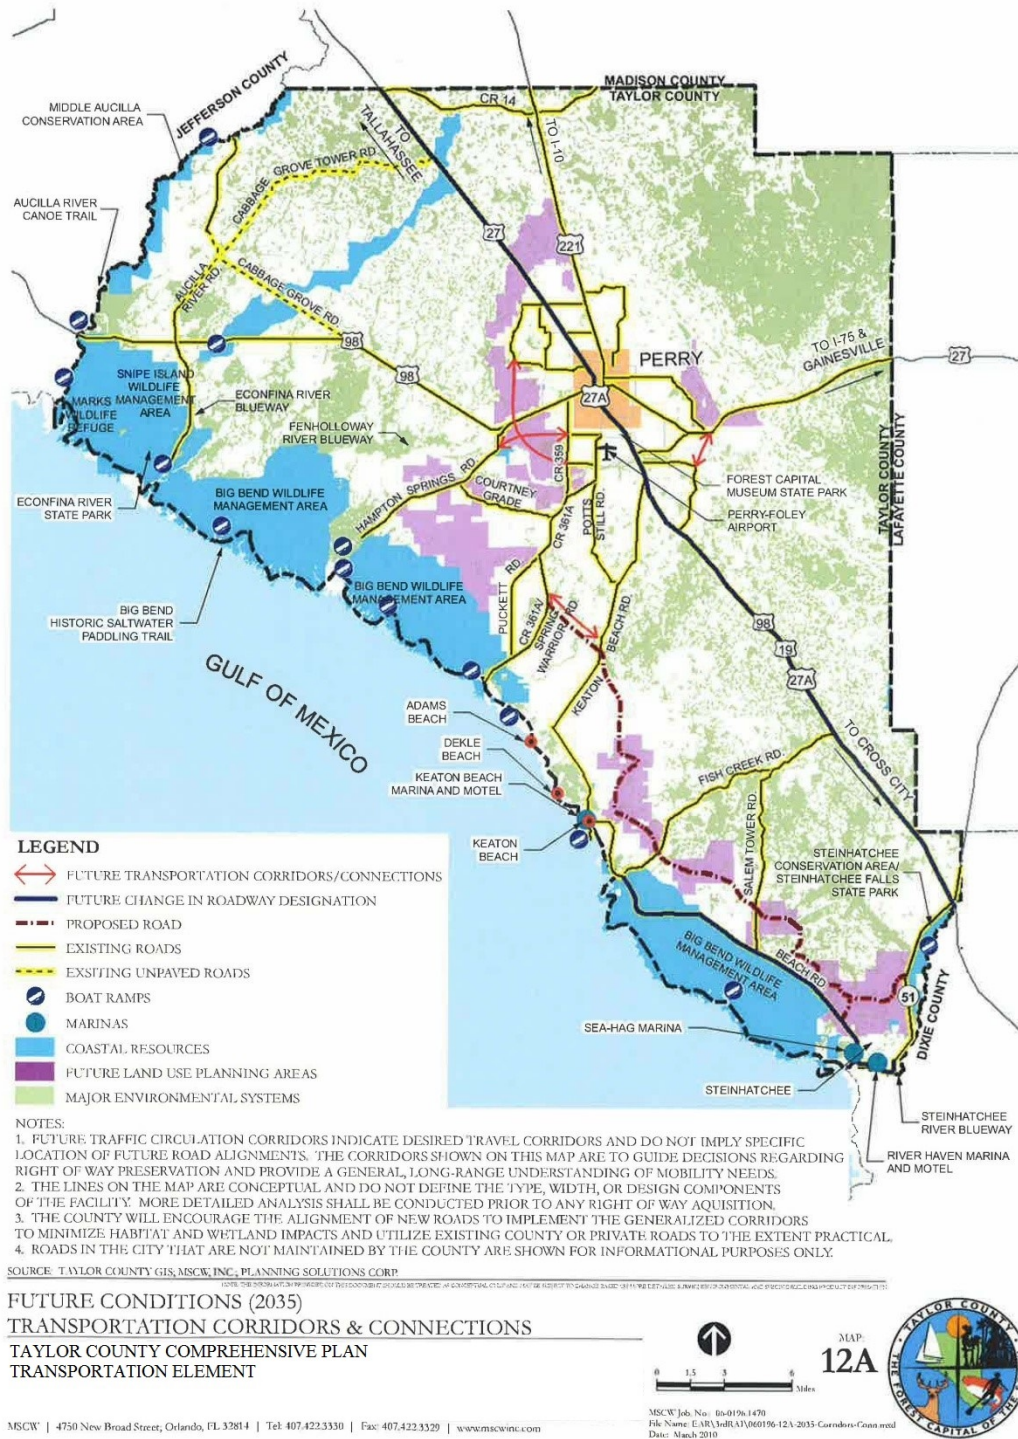 MADISON COUNTY
TAYLOR COUNTY
JEFFERSON COUNTY
MIDDLE AUCILLA
CONSERVATION AREA
CR 14
TO
TALLAHASSEE
TO I-10
CABBAGE GROVE TOWER RD.
AUCILLA RIVER
CANOE TRAIL
27
221
AUCILLA
RIVER RD.
CABBAGE GROVE RD.
98
PERRY
TO I-75 &
GAINESVILLE
27
SNIPE ISLAND
WILDLIFE
MANAGEMENT
AREA
98
ECONFINA RIVER
BLUEWAY
27A
MARKS
WILDLIFE
REFUGE
FENHOLLOWAY
RIVER BLUEWAY
CR 359
TAYLOR COUNTY
LAFAYETTE COUNTY
HAMPTON SPRINGS RD
COURTNEY
GRADE
FOREST CAPITAL
MUSEUM STATE PARK
ECONFINA RIVER
STATE PARK
BIG BEND WILDLIFE
MANAGEMENT AREA
CR 361A
POTTS
STILL RD.
PERRY-FOLEY
AIRPORT
BIG BEND WILDLIFE
MANAGEMENT AREA
PUCKETT RD
CR 361A/
SPRING
WARRIOR RD.
BIG BEND
HISTORIC SALTWATER
PADDLING TRAIL
KEATON BEACH RD.
98
19
27A
GULF OF MEXICO
ADAMS
BEACH
DEKLE
BEACH
KEATON BEACH
MARINA AND MOTEL
TO CROSS CITY
FISH CREEK RD.
KEATON
BEACH
SALEM TOWER RD.
STEINHATCHEE
CONSERVATION AREA/
STEINHATCHEE FALLS
STATE PARK
LEGEND
FUTURE TRANSPORTATION CORRIDORS/CONNECTIONS
FUTURE CHANGE IN ROADWAY DESIGNATION
PROPOSED ROAD
EXISTING ROADS
EXSITING UNPAVED ROADS
BOAT RAMPS
MARINAS
COASTAL RESOURCES
FUTURE LAND USE PLANNING AREAS
MAJOR ENVIRONMENTAL SYSTEMS
BIG BEND WILDLIFE
MANAGEMENT AREA
BEACH RD
51
DIXIE COUNTY
SEA-HAG MARINA
STEINHATCHEE
STEINHATCHEE
RIVER BLUEWAY
RIVER HAVEN MARINA
AND MOTEL
NOTES:
1. FUTURE TRAFFIC CIRCULATION CORRIDORS INDICATE DESIRED TRAVEL CORRIDORS AND DO NOT IMPLY SPECIFIC
LOCATION OF FUTURE ROAD ALIGNMENTS. THE CORRIDORS SHOWN ON THIS MAP ARE TO GUIDE DECISIONS REGARDING
RIGHT OF WAY PRESERVATION AND PROVIDE A GENERAL, LONG-RANGE UNDERSTANDING OF MOBILITY NEEDS.
2. THE LINES ON THE MAP ARE CONCEPTUAL AND DO NOT DEFINE THE TYPE, WIDTH, OR DESIGN COMPONENTS
OF THE FACILITY. MORE DETAILED ANALYSIS SHALL BE CONDUCTED PRIOR TO ANY RIGHT OF WAY AQUISITION.
3. THE COUNTY WILL ENCOURAGE THE ALIGNMENT OF NEW ROADS TO IMPLEMENT THE GENERALIZED CORRIDORS
TO MINIMIZE HABITAT AND WETLAND IMPACTS AND UTILIZE EXISTING COUNTY OR PRIVATE ROADS TO THE EXTENT PRACTICAL.
4. ROADS IN THE CITY THAT ARE NOT MAINTAINED BY THE COUNTY ARE SHOWN FOR INFORMATIONAL PURPOSES ONLY.
SOURCE: TAYLOR COUNTY GIS; MSCW, INC.; PLANNING SOLUTIONS CORP.
FUTURE CONDITIONS (2035)
TRANSPORTATION CORRIDORS & CONNECTIONS
TAYLOR COUNTY COMPREHENSIVE PLAN
TRANSPORTATION ELEMENT
MAP:
12A
0 1.5 3 6
Miles
TAYLOR COUNTY
THE FOREST CAPITAL OF THE
MSCW | 4750 New Broad Street, Orlando, FL 32814 | Tel: 407.422.3330 | Fax: 407.422.3329 | www.mscwinc.com
MSCW Job. No.: 06-0196.1470
Date: March 2010